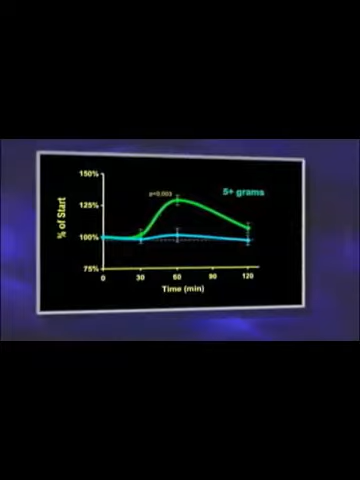 150%
p=0.003
5+ grams
125%
% of Start
100%
75%
0 30 60 90 120
Time (min)